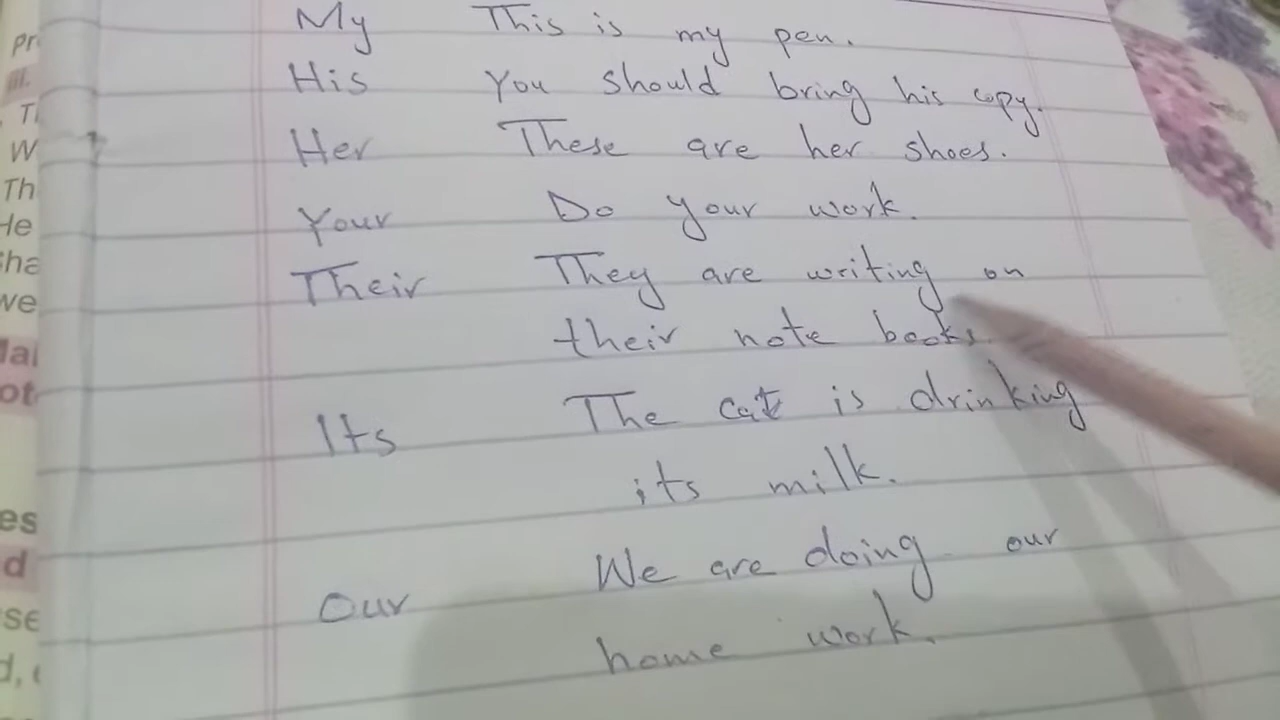 My This is my pen.
His You should bring his copy.
Her These are her shoes.
Your Do your work.
Their They are writing on
their note books.
Its The cat is drinking
its milk.
Our We are doing our
home work.